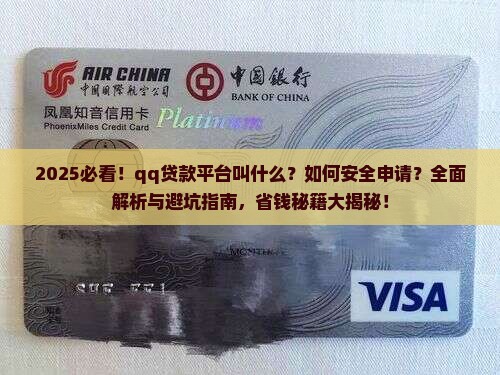 AIR CHINA
中国国际航空公司
中国银行
BANK OF CHINA
凤凰知音信用卡
PhoenixMiles Credit Card
Platinum
2025必看！qq贷款平台叫什么？如何安全申请？全面
解析与避坑指南，省钱秘籍大揭秘！
VISA